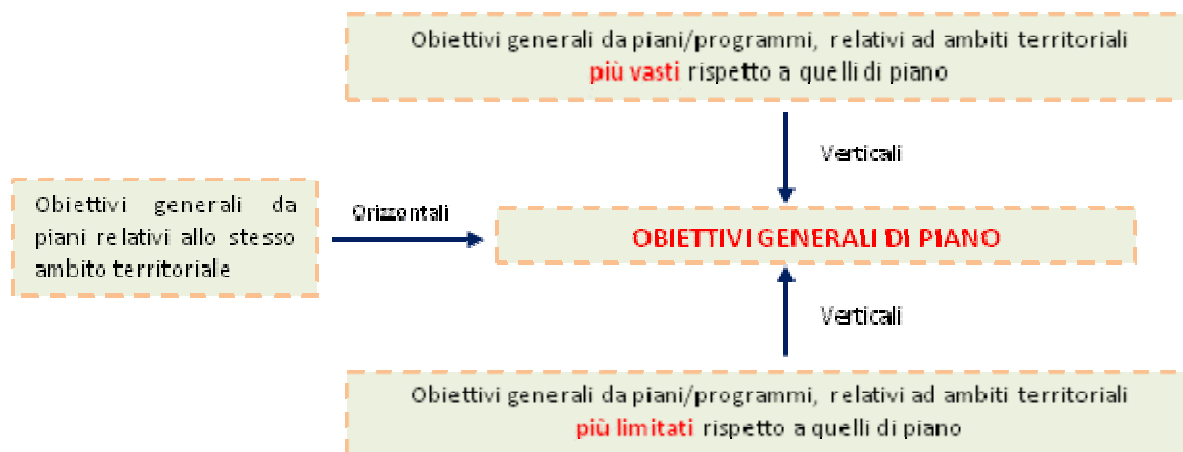 Obiettivi generali da piani/programmi, relativi ad ambiti territoriali
più vasti rispetto a quelli di piano
Verticali
Obiettivi generali da
piani relativi allo stesso
ambito territoriale
Orizzontali
OBIETTIVI GENERALI DI PIANO
Verticali
Obiettivi generali da piani/programmi, relativi ad ambiti territoriali
più limitati rispetto a quelli di piano